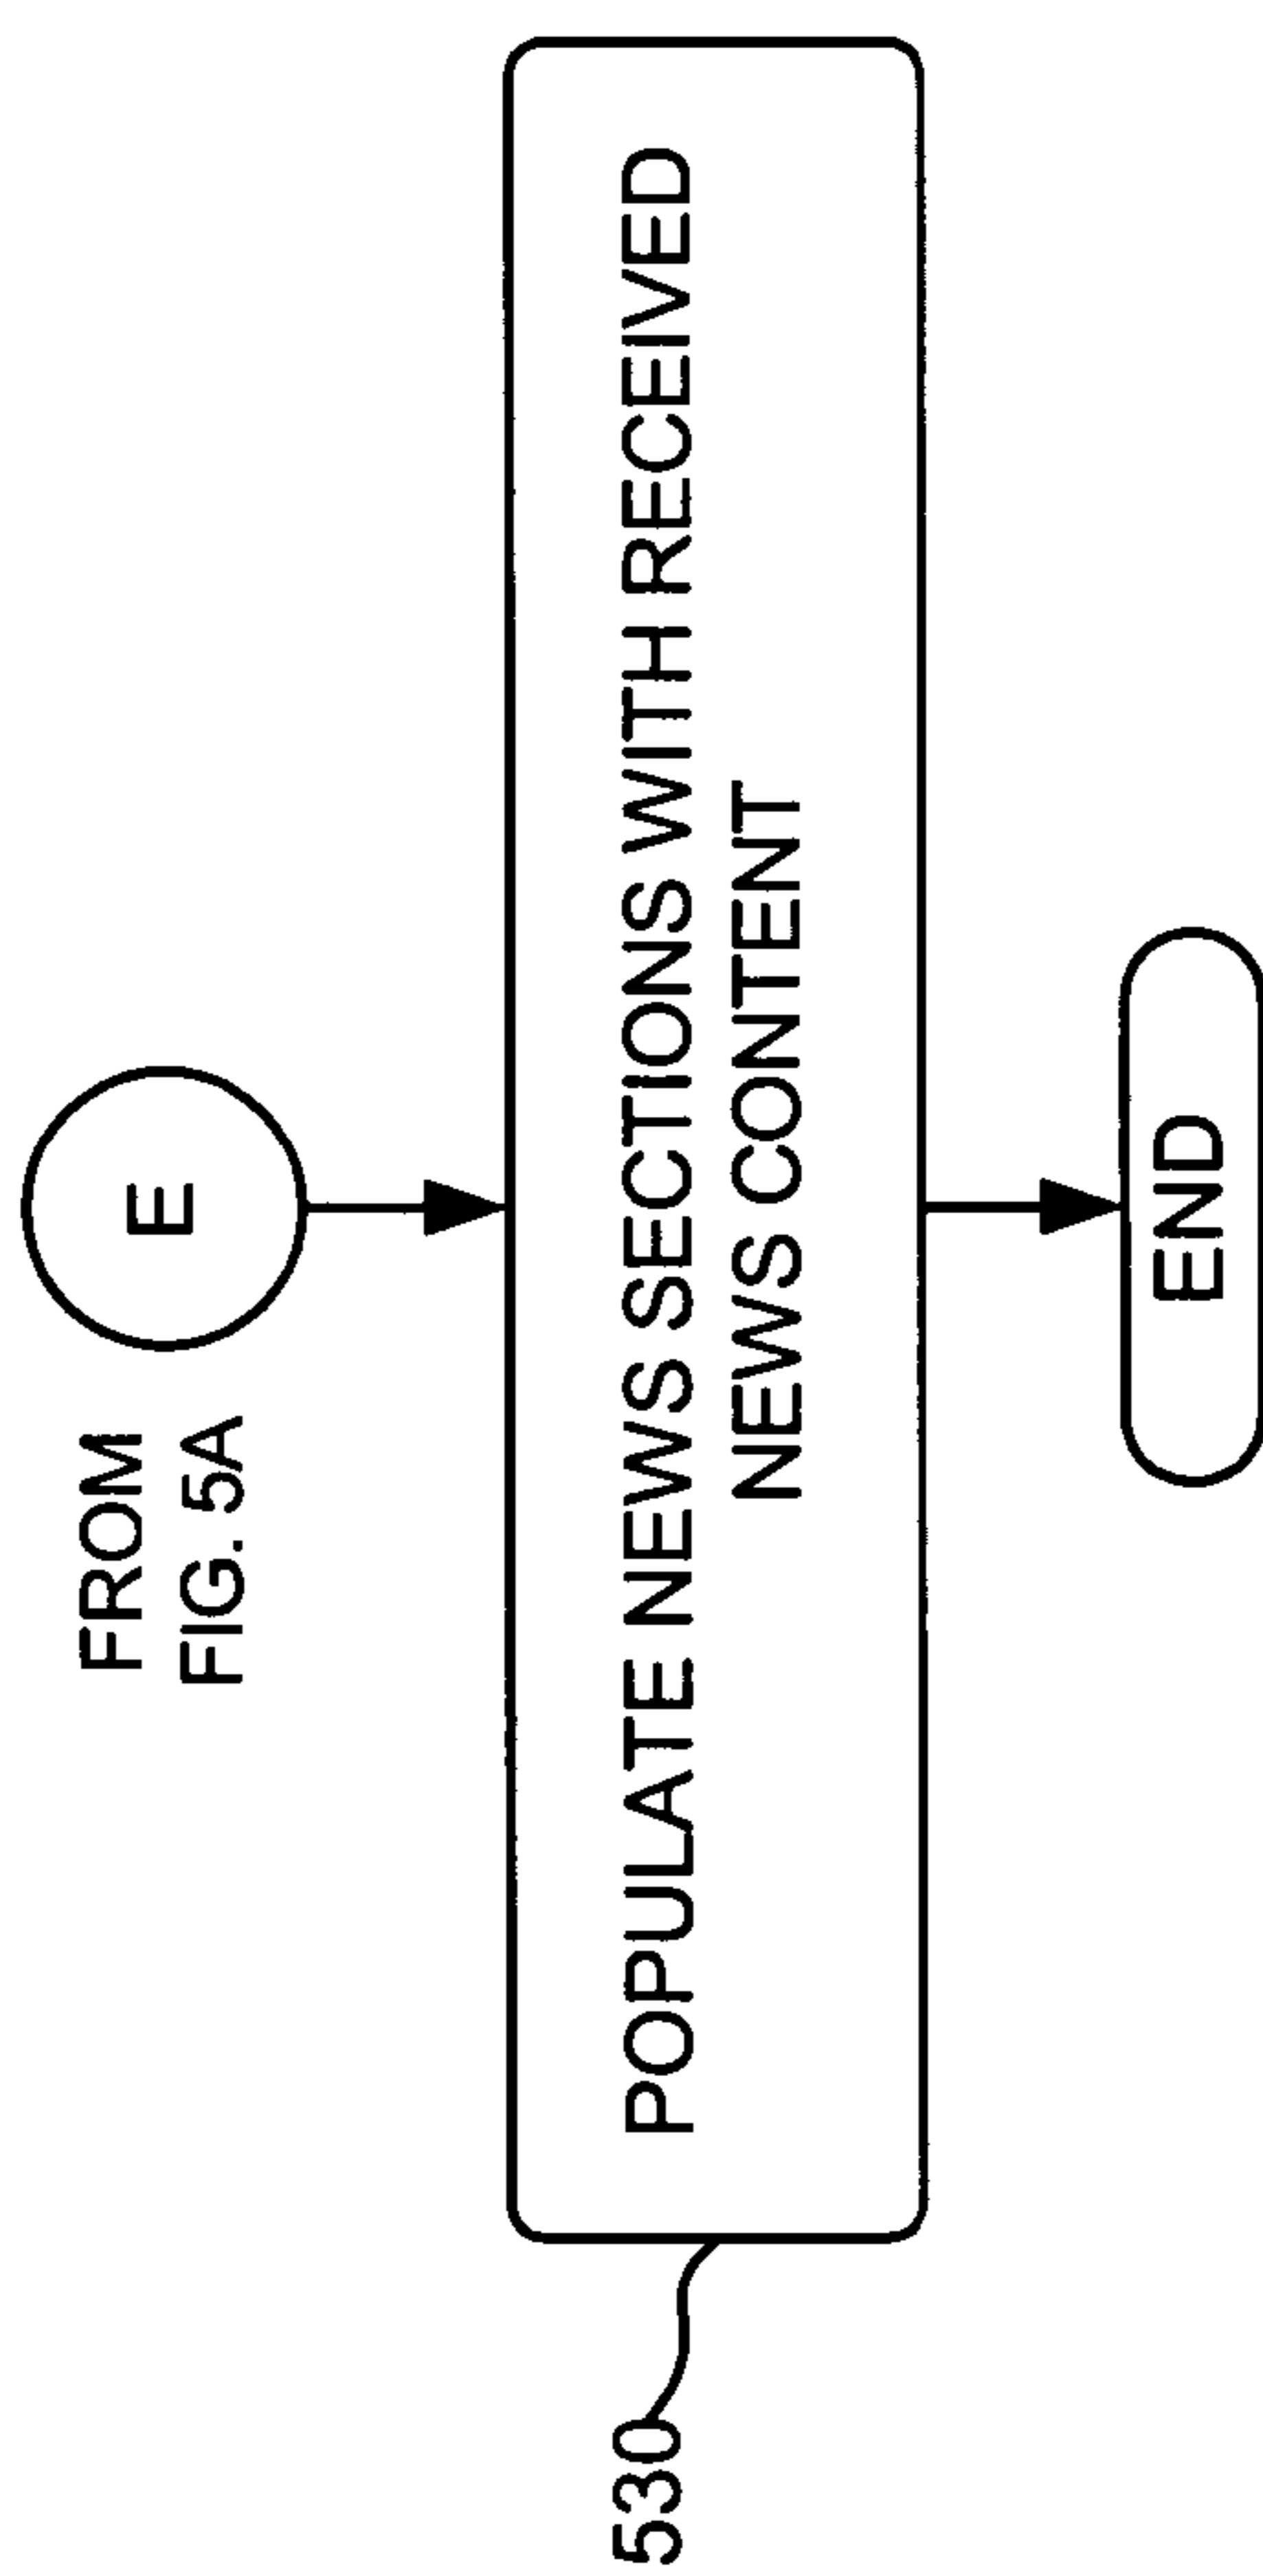 FROM
FIG. 5A
E
530
POPULATE NEWS SECTIONS WITH RECEIVED
NEWS CONTENT
END